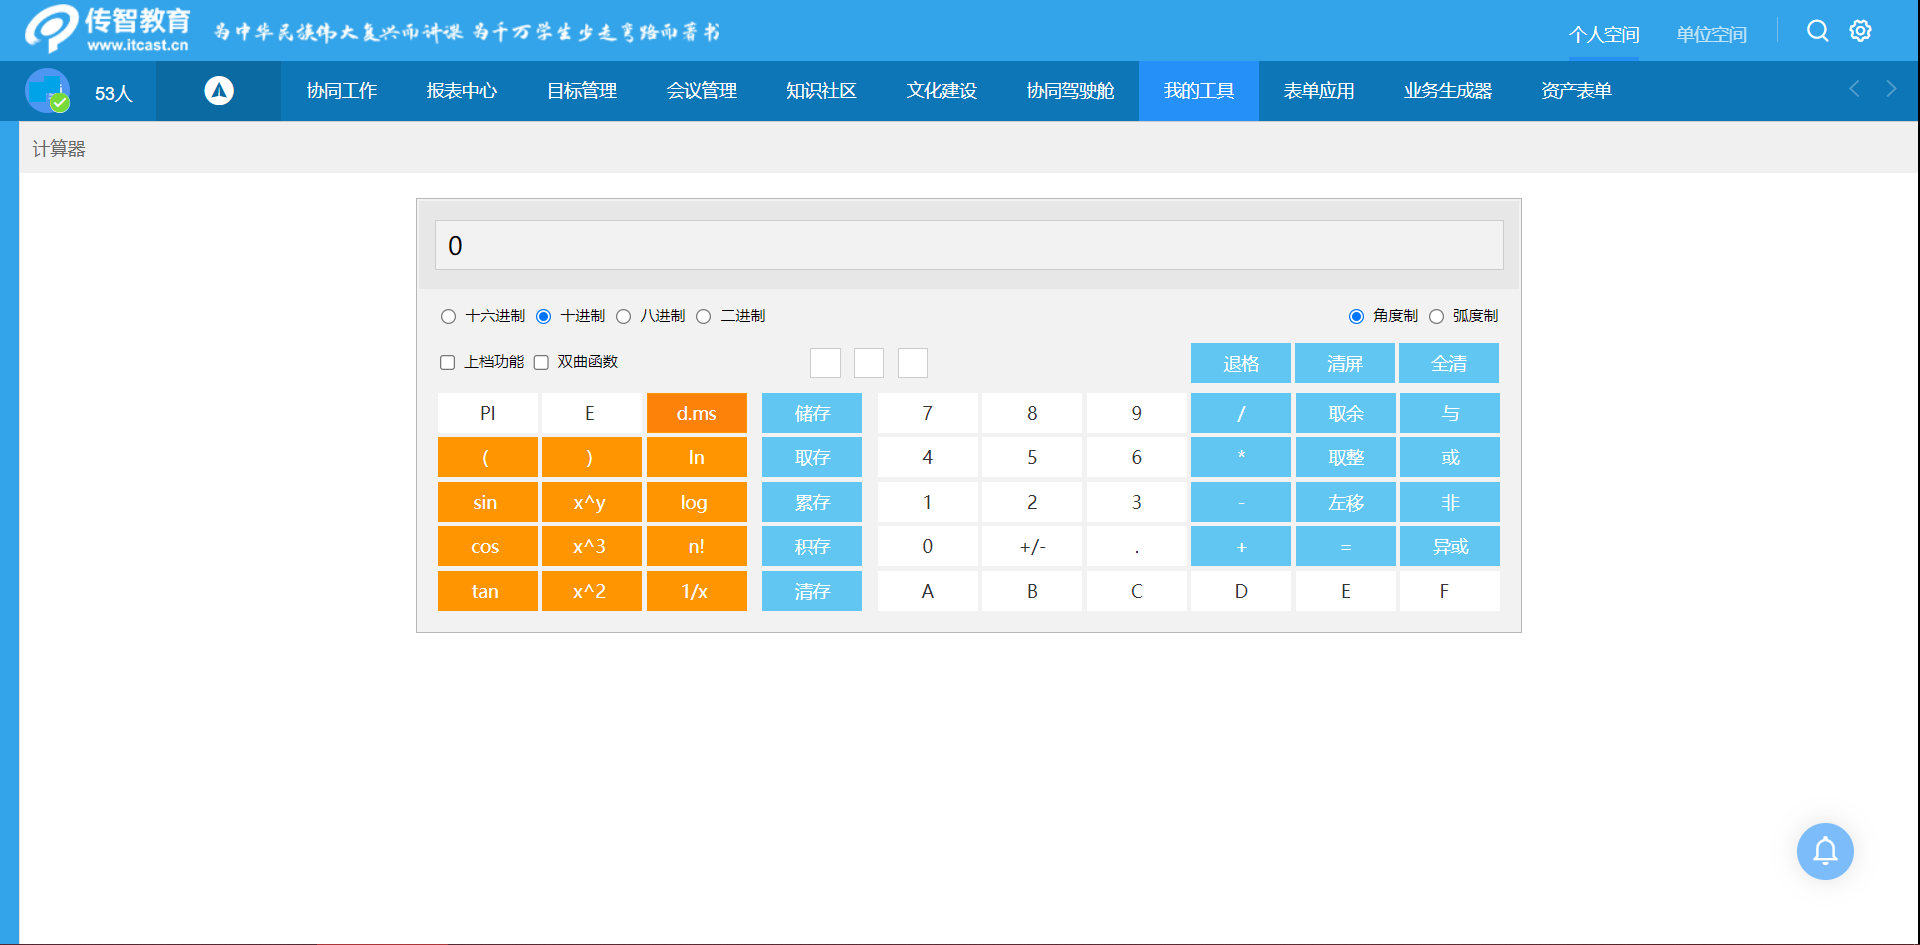 传智教育
www.itcast.cn
为中华民族伟大复兴而讲课 为千万学生少走弯路而著书
个人空间 单位空间
53人 协同工作 报表中心 目标管理 会议管理 知识社区 文化建设 协同驾驶舱 我的工具 表单应用 业务生成器 资产表单
计算器
0
十六进制 十进制 八进制 二进制 角度制 弧度制
上档功能 双曲函数 退格 清屏 全清
PI E d.ms 储存 7 8 9 / 取余 与
( ) ln 取存 4 5 6 * 取整 或
sin x^y log 累存 1 2 3 - 左移 非
cos x^3 n! 积存 0 +/- . + = 异或
tan x^2 1/x 清存 A B C D E F